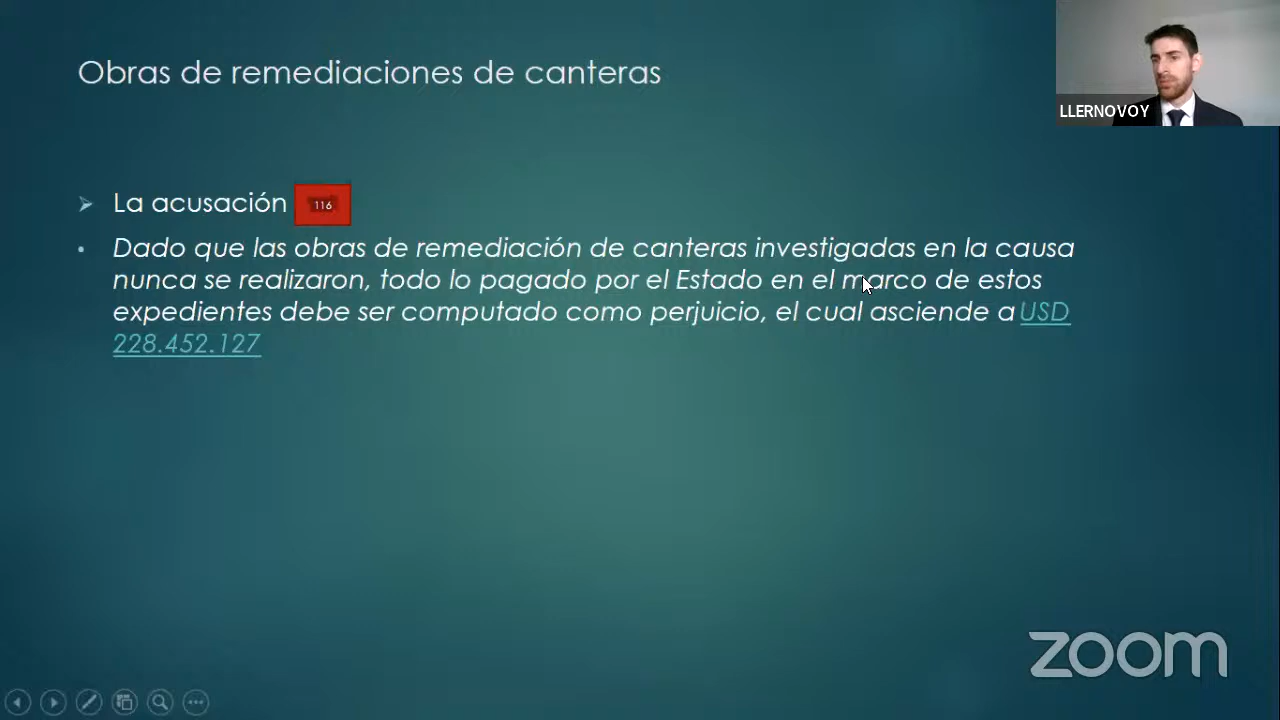 Obras de remediaciones de canteras
LLERNOVOY
La acusación 116
Dado que las obras de remediación de canteras investigadas en la causa
nunca se realizaron, todo lo pagado por el Estado en el marco de estos
expedientes debe ser computado como perjuicio, el cual asciende a USD
228.452.127
zoom